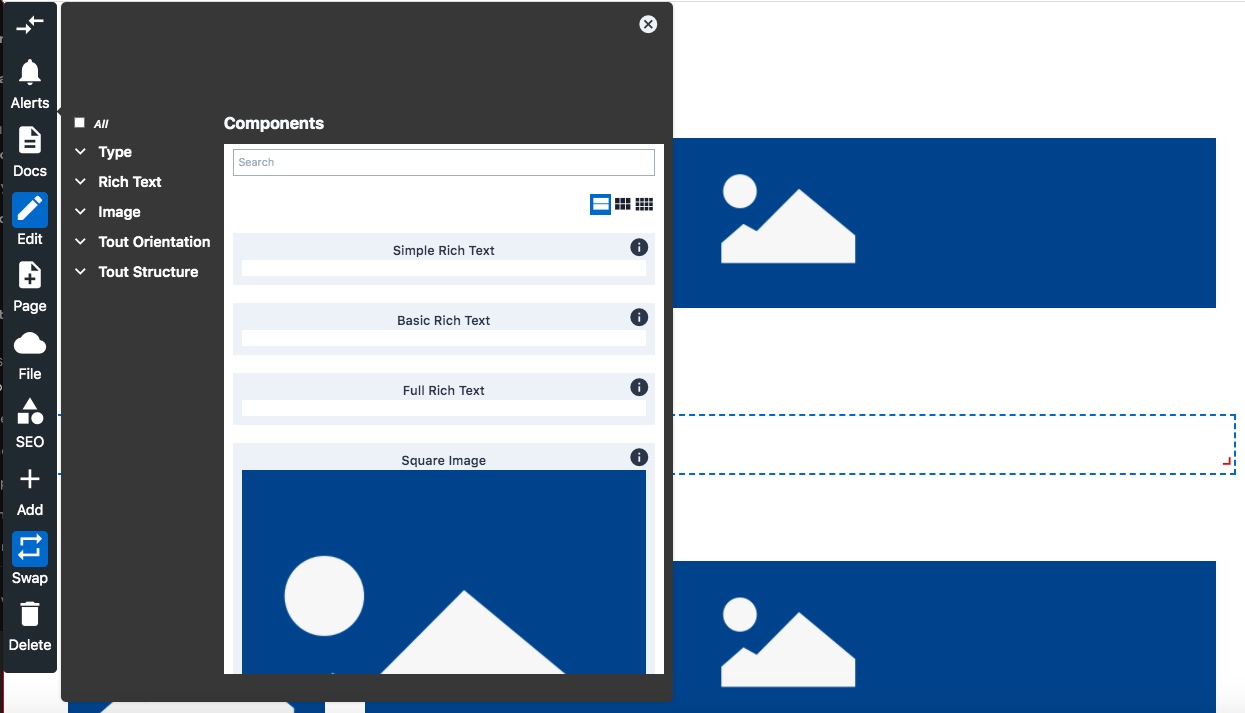 Alerts
Docs
Edit
Page
File
SEO
Add
Swap
Delete
All
Type
Rich Text
Image
Tout Orientation
Tout Structure
Components
Search
Simple Rich Text
Basic Rich Text
Full Rich Text
Square Image